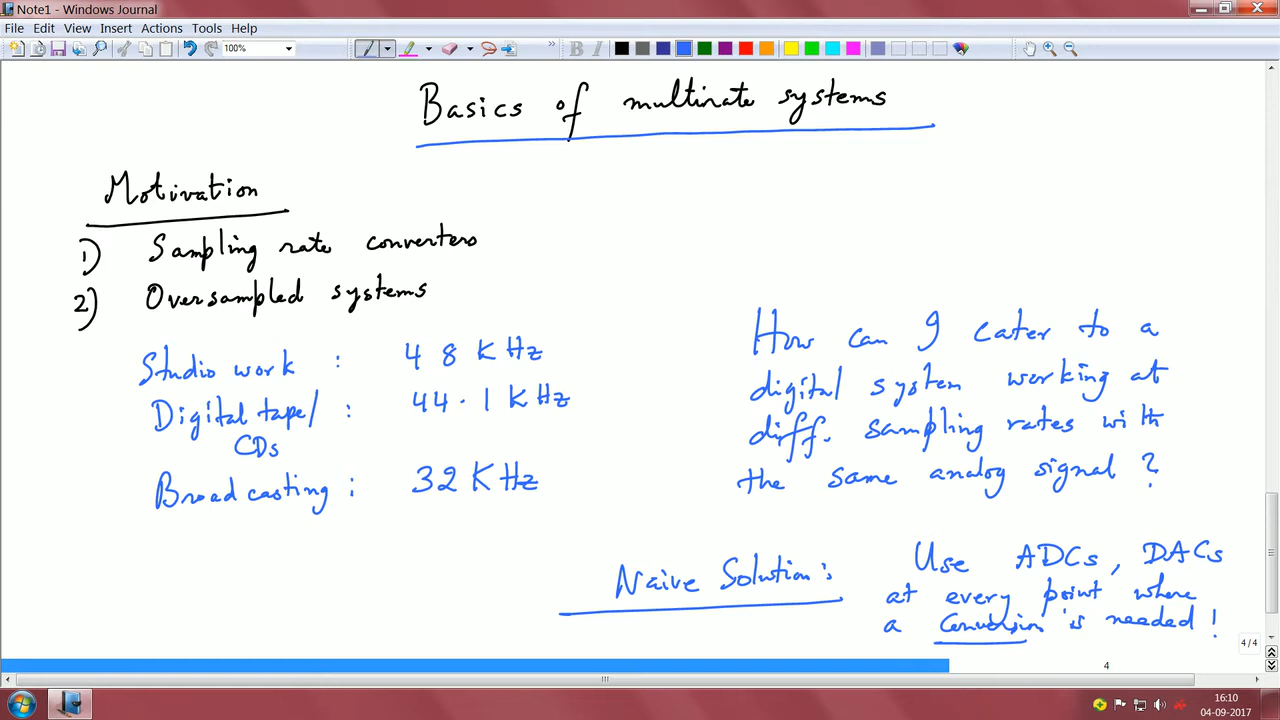 Note1 - Windows Journal
File Edit View Insert Actions Tools Help
100%
Basics of multirate systems
Motivation
1) Sampling rate converters
2) Oversampled systems
Studio work : 48 KHz
Digital tape/ : 44.1 KHz
CDs
Broadcasting : 32 KHz
How can I cater to a
digital system working at
diff. sampling rates with
the same analog signal ?
Naive Solution : Use ADCs, DACs
at every point where
a Conversion is needed !
4/4
4
16:10
04-09-2017